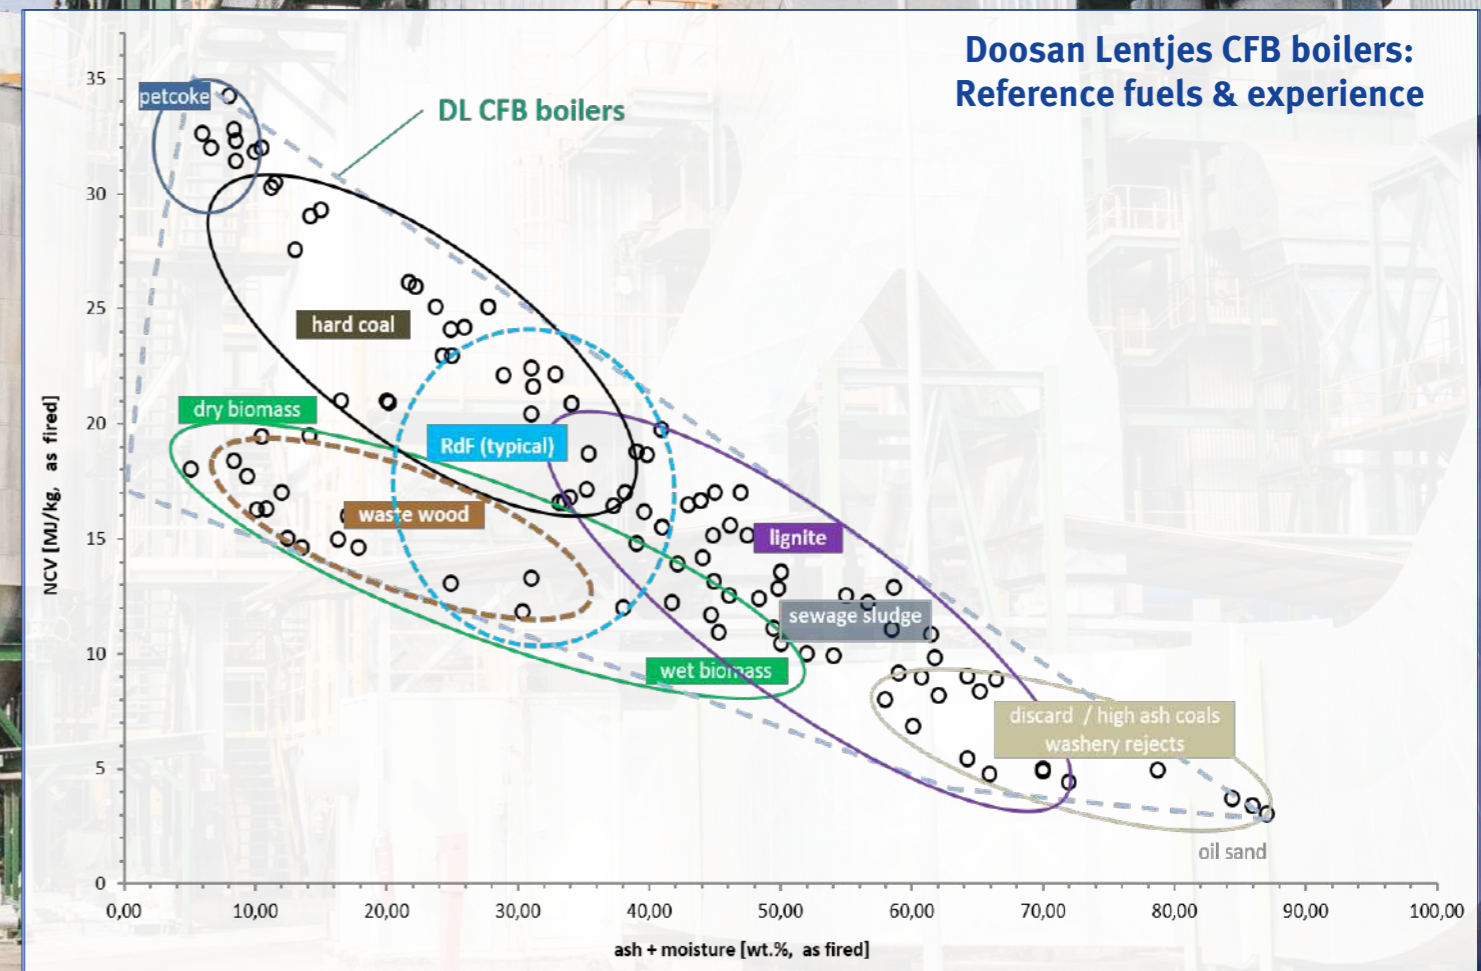 Doosan Lentjes CFB boilers:
Reference fuels & experience
35
30
25
20
15
10
5
0
NCV [MJ/kg, as fired]
petcoke
DL CFB boilers
hard coal
dry biomass
RdF (typical)
waste wood
lignite
sewage sludge
wet biomass
discard / high ash coals
washery rejects
oil sand
0,00 10,00 20,00 30,00 40,00 50,00 60,00 70,00 80,00 90,00 100,00
ash + moisture [wt.%, as fired]